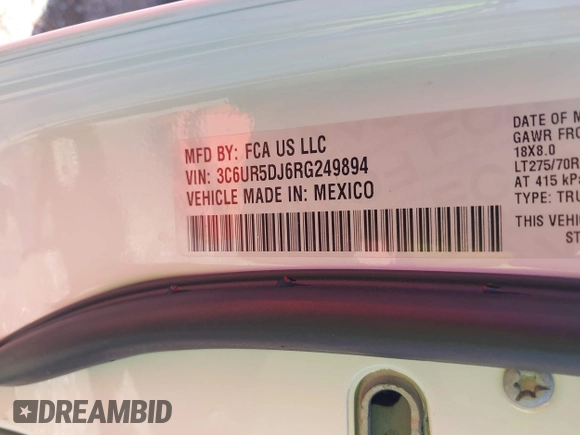 MFD BY: FCA US LLC
VIN: 3C6UR5DJ6RG249894
VEHICLE MADE IN: MEXICO
DATE OF M
GAWR FRO
18X8.0
LT275/70R
AT 415 kPa
TYPE: TRU
THIS VEHI
ST
DREAMBID